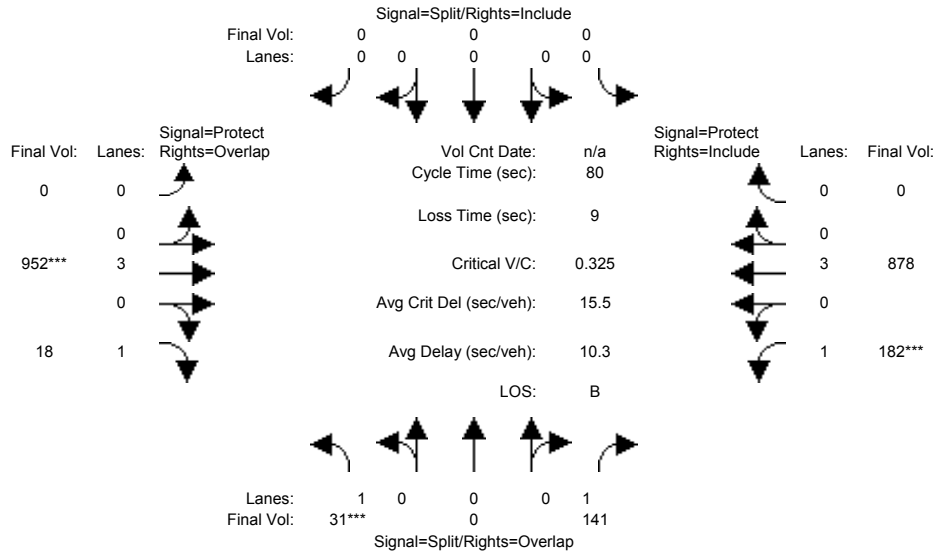 Signal=Split/Rights=Include
Final Vol: 0 0 0
Lanes: 0 0 0 0 0
Signal=Protect Signal=Protect
Final Vol: Lanes: Rights=Overlap Vol Cnt Date: n/a Rights=Include Lanes: Final Vol:
Cycle Time (sec): 80
0 0 0 0
Loss Time (sec): 9
0 0
952*** 3 Critical V/C: 0.325 3 878
0 Avg Crit Del (sec/veh): 15.5 0
18 1 Avg Delay (sec/veh): 10.3 1 182***
LOS: B
Lanes: 1 0 0 0 1
Final Vol: 31*** 0 141
Signal=Split/Rights=Overlap